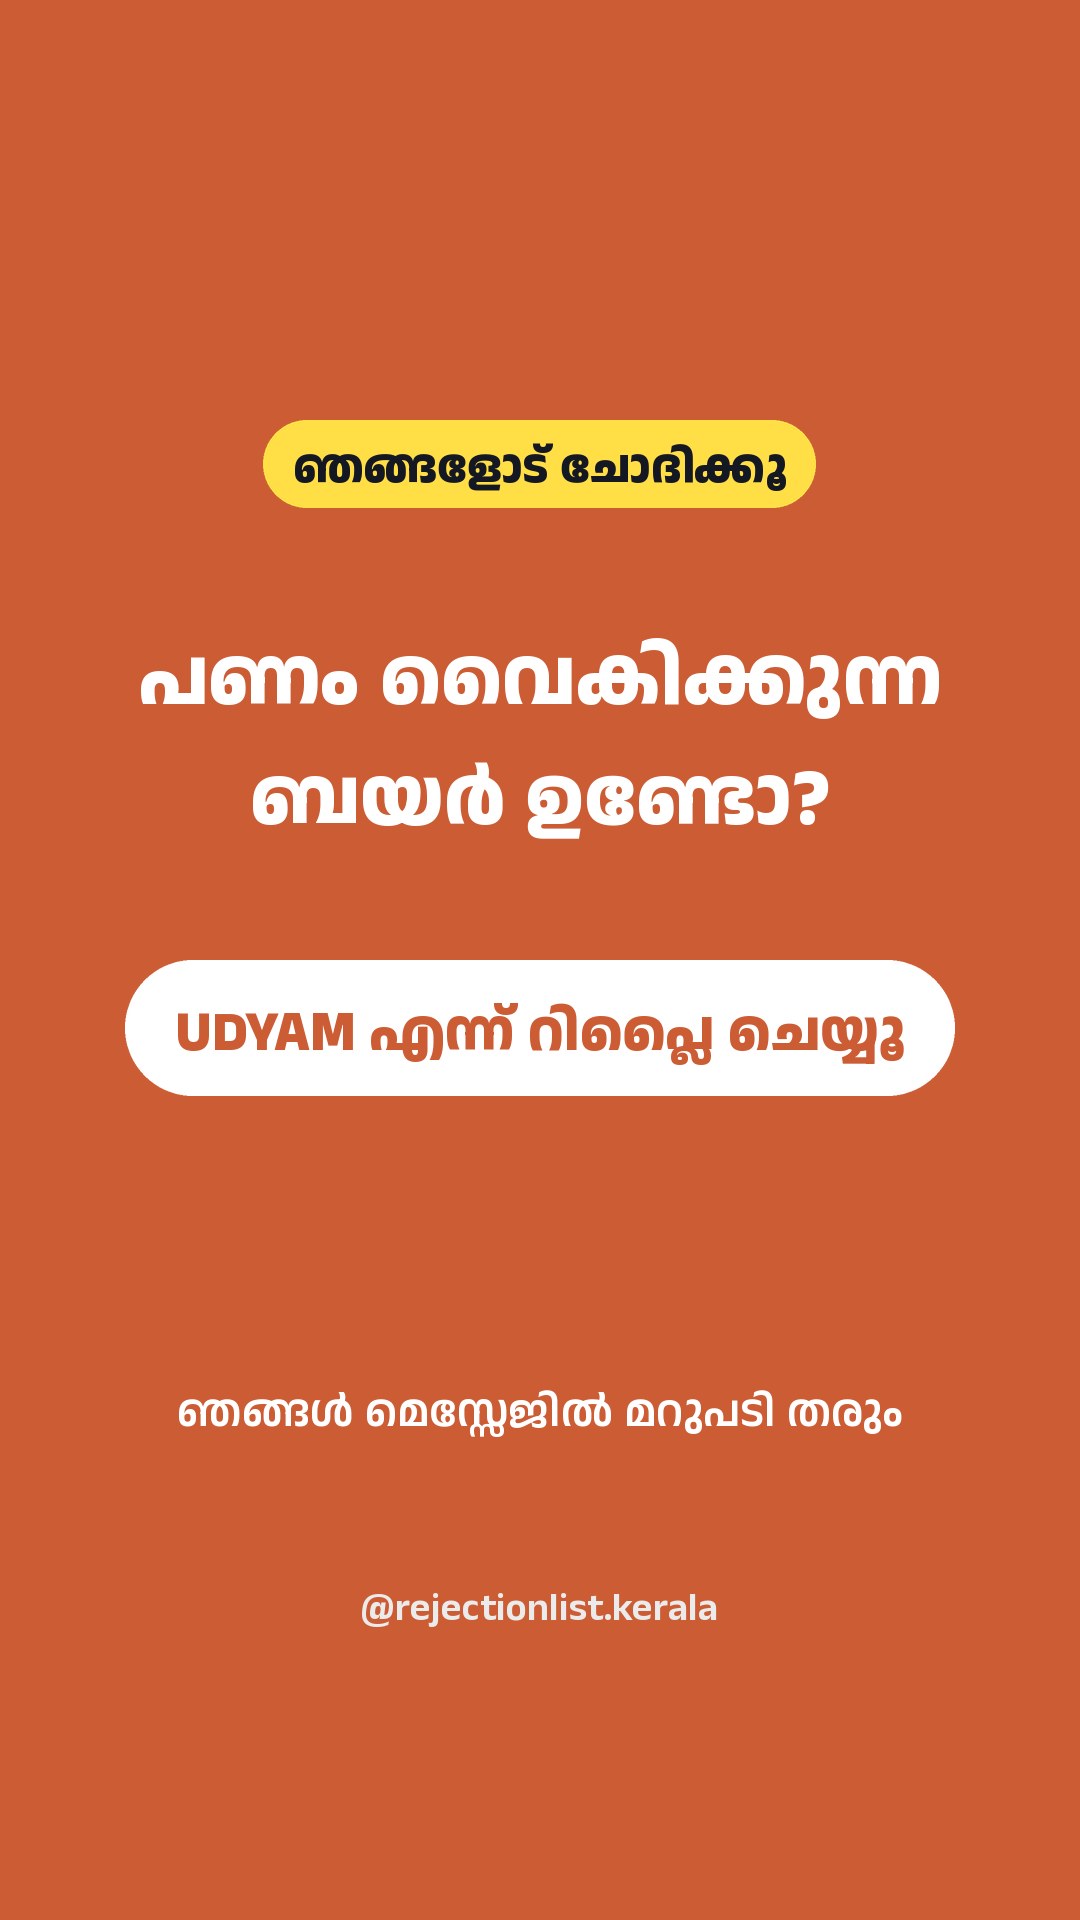 ഞങ്ങളോട് ചോദിക്കൂ
പണം വൈകിക്കുന്ന
ബയർ ഉണ്ടോ?
UDYAM എന്ന് റിപ്ലൈ ചെയ്യൂ
ഞങ്ങൾ മെസ്സേജിൽ മറുപടി തരും
@rejectionlist.kerala